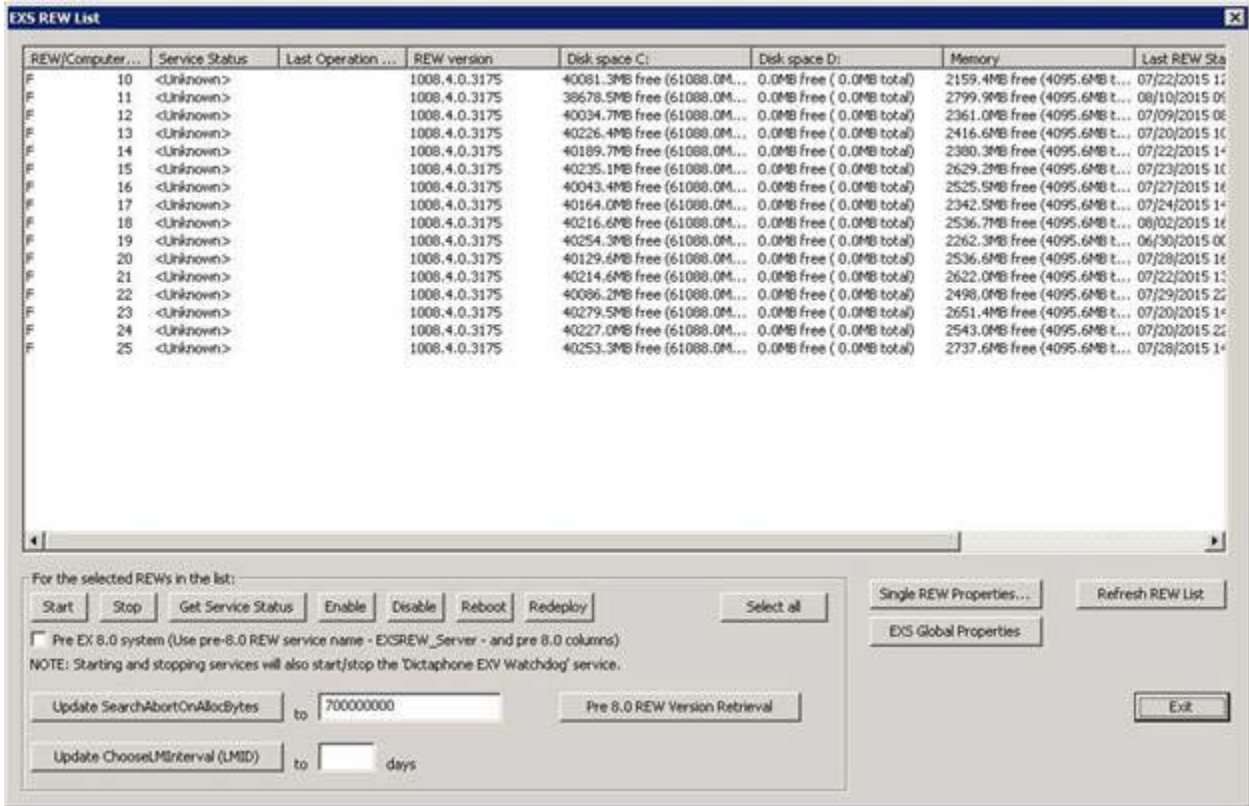 EXS REW List
REW/Computer... Service Status Last Operation ... REW version Disk space C: Disk space D: Memory Last REW Sta
F 10 <Unknown> 1008.4.0.3175 40081.3MB free (61088.0M... 0.0MB free ( 0.0MB total) 2159.4MB free (4095.6MB t... 07/22/2015 12
F 11 <Unknown> 1008.4.0.3175 38678.5MB free (61088.0M... 0.0MB free ( 0.0MB total) 2799.9MB free (4095.6MB t... 08/10/2015 09
F 12 <Unknown> 1008.4.0.3175 40034.7MB free (61088.0M... 0.0MB free ( 0.0MB total) 2361.0MB free (4095.6MB t... 07/09/2015 08
F 13 <Unknown> 1008.4.0.3175 40226.4MB free (61088.0M... 0.0MB free ( 0.0MB total) 2416.6MB free (4095.6MB t... 07/20/2015 10
F 14 <Unknown> 1008.4.0.3175 40189.7MB free (61088.0M... 0.0MB free ( 0.0MB total) 2380.3MB free (4095.6MB t... 07/22/2015 14
F 15 <Unknown> 1008.4.0.3175 40235.1MB free (61088.0M... 0.0MB free ( 0.0MB total) 2629.2MB free (4095.6MB t... 07/23/2015 10
F 16 <Unknown> 1008.4.0.3175 40043.4MB free (61088.0M... 0.0MB free ( 0.0MB total) 2525.5MB free (4095.6MB t... 07/27/2015 16
F 17 <Unknown> 1008.4.0.3175 40164.0MB free (61088.0M... 0.0MB free ( 0.0MB total) 2342.5MB free (4095.6MB t... 07/24/2015 14
F 18 <Unknown> 1008.4.0.3175 40216.6MB free (61088.0M... 0.0MB free ( 0.0MB total) 2536.7MB free (4095.6MB t... 08/02/2015 16
F 19 <Unknown> 1008.4.0.3175 40254.3MB free (61088.0M... 0.0MB free ( 0.0MB total) 2262.3MB free (4095.6MB t... 06/30/2015 00
F 20 <Unknown> 1008.4.0.3175 40129.6MB free (61088.0M... 0.0MB free ( 0.0MB total) 2536.6MB free (4095.6MB t... 07/28/2015 16
F 21 <Unknown> 1008.4.0.3175 40214.6MB free (61088.0M... 0.0MB free ( 0.0MB total) 2622.0MB free (4095.6MB t... 07/22/2015 13
F 22 <Unknown> 1008.4.0.3175 40086.2MB free (61088.0M... 0.0MB free ( 0.0MB total) 2498.0MB free (4095.6MB t... 07/29/2015 22
F 23 <Unknown> 1008.4.0.3175 40279.5MB free (61088.0M... 0.0MB free ( 0.0MB total) 2651.4MB free (4095.6MB t... 07/20/2015 14
F 24 <Unknown> 1008.4.0.3175 40227.0MB free (61088.0M... 0.0MB free ( 0.0MB total) 2543.0MB free (4095.6MB t... 07/20/2015 22
F 25 <Unknown> 1008.4.0.3175 40253.3MB free (61088.0M... 0.0MB free ( 0.0MB total) 2737.6MB free (4095.6MB t... 07/28/2015 14
For the selected REWs in the list:
Start Stop Get Service Status Enable Disable Reboot Redeploy Select all Single REW Properties... Refresh REW List
Pre EX 8.0 system (Use pre-8.0 REW service name - EXSREW_Server - and pre 8.0 columns) EXS Global Properties
NOTE: Starting and stopping services will also start/stop the 'Dictaphone EXV Watchdog' service.
Update SearchAbortOnAllocBytes to 700000000 Pre 8.0 REW Version Retrieval Exit
Update ChooseLMInterval (LMID) to days